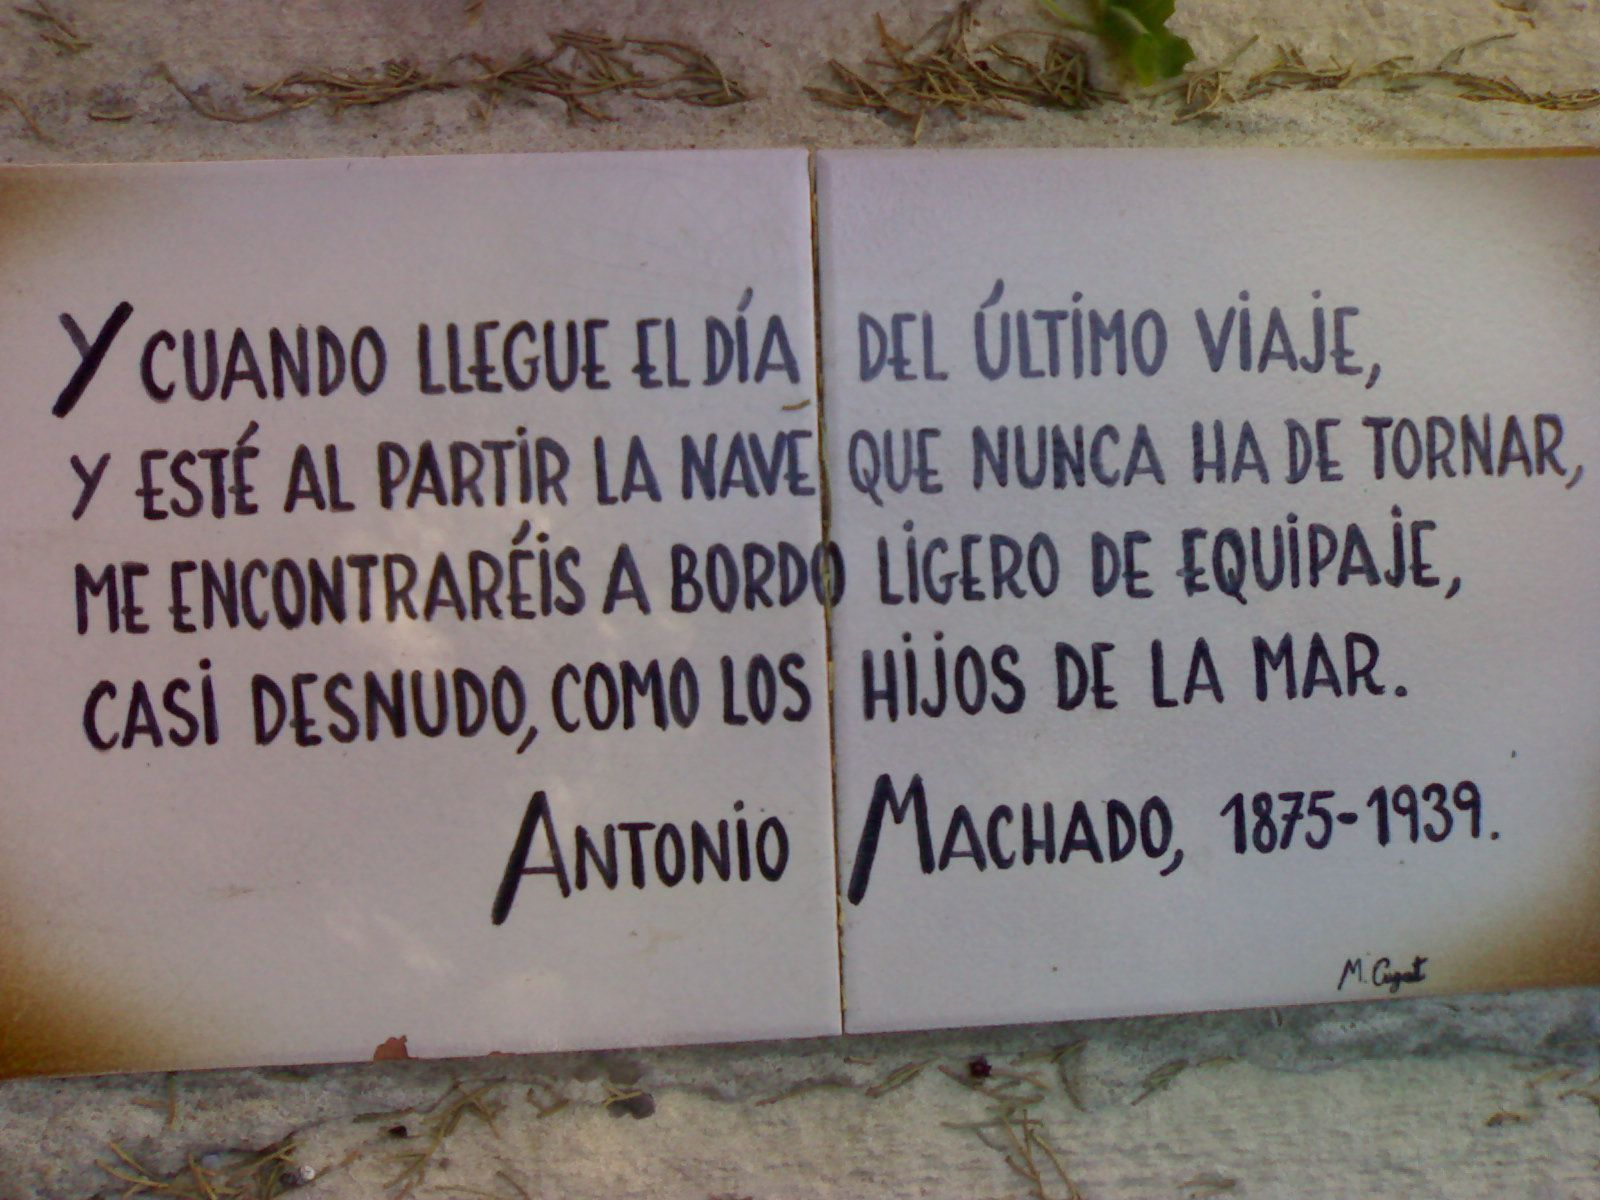 Y CUANDO LLEGUE EL DÍA DEL ÚLTIMO VIAJE,
Y ESTÉ AL PARTIR LA NAVE QUE NUNCA HA DE TORNAR,
ME ENCONTRARÉIS A BORDO LIGERO DE EQUIPAJE,
CASI DESNUDO, COMO LOS HIJOS DE LA MAR.
ANTONIO MACHADO, 1875-1939.
M. Cugat